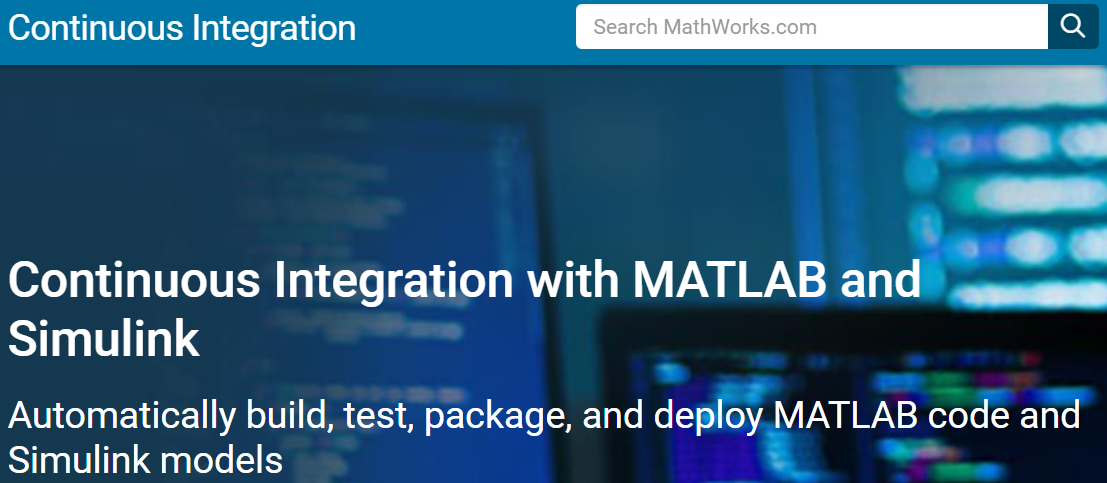 Continuous Integration
Search MathWorks.com
Continuous Integration with MATLAB and
Simulink
Automatically build, test, package, and deploy MATLAB code and
Simulink models